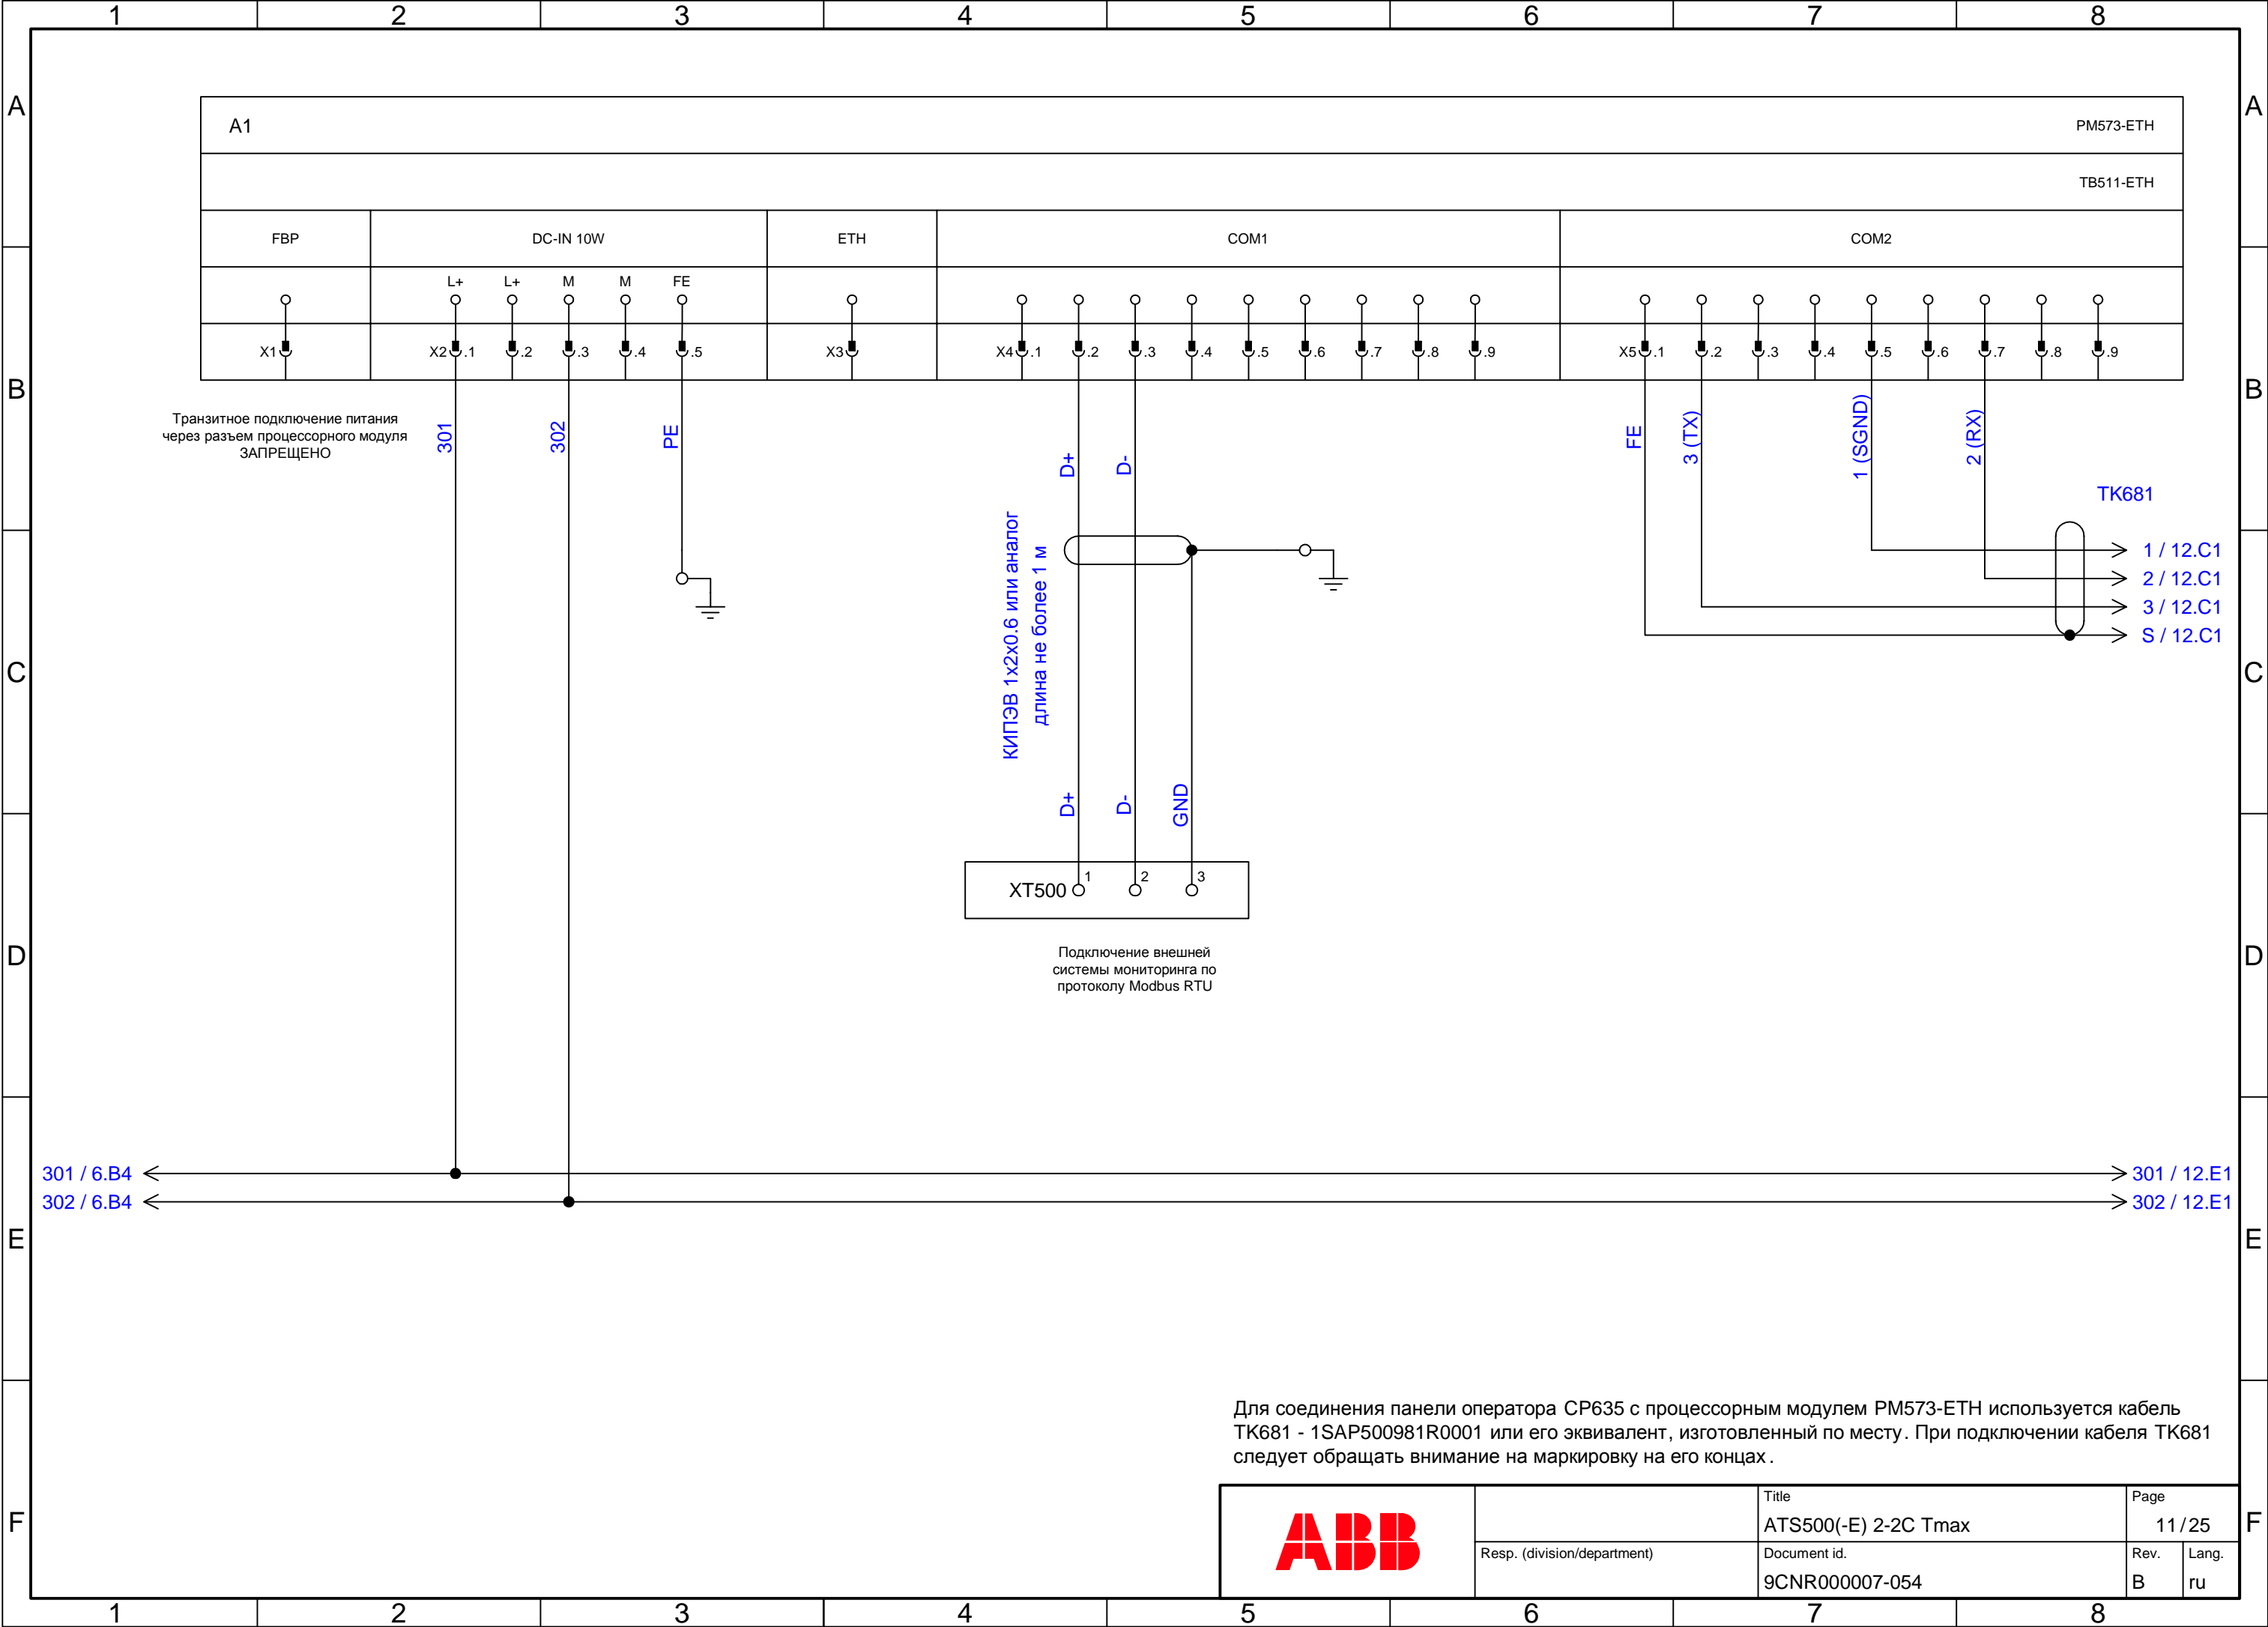 1 2 3 4 5 6 7 8
A A
A1 PM573-ETH
TB511-ETH
FBP DC-IN 10W ETH COM1 COM2
L+ L+ M M FE
X1 X2 .1 .2 .3 .4 .5 X3 X4 .1 .2 .3 .4 .5 .6 .7 .8 .9 X5 .1 .2 .3 .4 .5 .6 .7 .8 .9
B B
Транзитное подключение питания
через разъем процессорного модуля
ЗАПРЕЩЕНО
301
302
PE
D+
D-
FE
3 (TX)
1 (SGND)
2 (RX)
TK681
1 / 12.C1
2 / 12.C1
3 / 12.C1
S / 12.C1
КИПЭВ 1x2x0.6 или аналог
длина не более 1 м
C C
D+
D-
GND
XT500 1 2 3
Подключение внешней
системы мониторинга по
протоколу Modbus RTU
D D
301 / 6.B4 301 / 12.E1
302 / 6.B4 302 / 12.E1
E E
Для соединения панели оператора CP635 с процессорным модулем PM573-ETH используется кабель
TK681 - 1SAP500981R0001 или его эквивалент, изготовленный по месту. При подключении кабеля TK681
следует обращать внимание на маркировку на его концах.
F F
ABB
Title
ATS500(-E) 2-2C Tmax
Page
11/25
Resp. (division/department)
Document id.
9CNR000007-054
Rev.
B
Lang.
ru
1 2 3 4 5 6 7 8